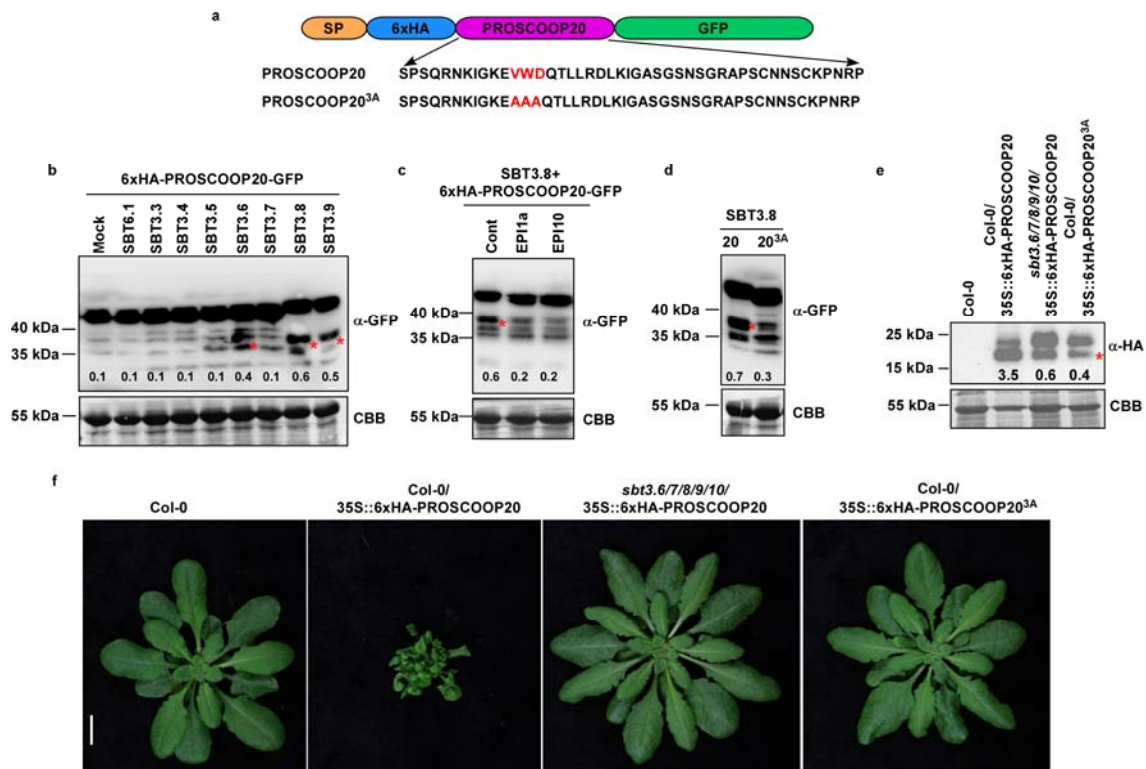 a
SP 6xHA PROSCOOP20 GFP
PROSCOOP20 SPSQRNKIGKEVWDQTLLRDLKIGASGSNSGRAPSCNNSCKPNRP
PROSCOOP20³ᴬ SPSQRNKIGKEAAAQTLLRDLKIGASGSNSGRAPSCNNSCKPNRP
b
6xHA-PROSCOOP20-GFP
Mock
SBT6.1
SBT3.3
SBT3.4
SBT3.5
SBT3.6
SBT3.7
SBT3.8
SBT3.9
40 kDa
35 kDa
α-GFP
* * *
0.1 0.1 0.1 0.1 0.1 0.4 0.1 0.6 0.5
55 kDa
CBB
c
SBT3.8+
6xHA-PROSCOOP20-GFP
Cont
EPI1a
EPI10
40 kDa
35 kDa
α-GFP
*
0.6 0.2 0.2
55 kDa
CBB
d
SBT3.8
20 20³ᴬ
40 kDa
35 kDa
α-GFP
*
0.7 0.3
55 kDa
CBB
e
Col-0
Col-0/
35S::6xHA-PROSCOOP20
sbt3.6/7/8/9/10/
35S::6xHA-PROSCOOP20
Col-0/
35S::6xHA-PROSCOOP20³ᴬ
25 kDa
15 kDa
α-HA
*
3.5 0.6 0.4
55 kDa
CBB
f
Col-0
Col-0/
35S::6xHA-PROSCOOP20
sbt3.6/7/8/9/10/
35S::6xHA-PROSCOOP20
Col-0/
35S::6xHA-PROSCOOP20³ᴬ